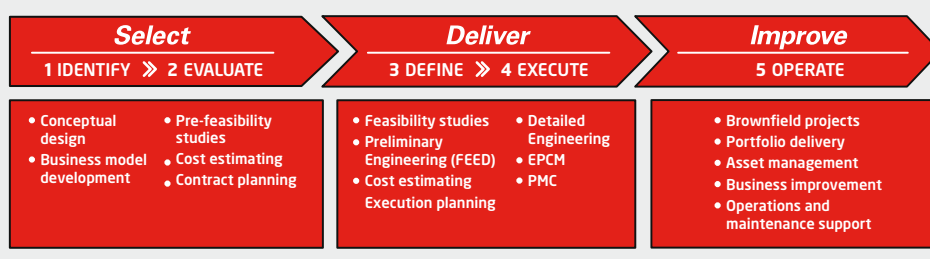 Select
1 IDENTIFY » 2 EVALUATE
• Conceptual
design
• Business model
development
• Pre-feasibility
studies
• Cost estimating
• Contract planning
Deliver
3 DEFINE » 4 EXECUTE
• Feasibility studies
• Preliminary
Engineering (FEED)
• Cost estimating
Execution planning
• Detailed
Engineering
• EPCM
• PMC
Improve
5 OPERATE
• Brownfield projects
• Portfolio delivery
• Asset management
• Business improvement
• Operations and
maintenance support